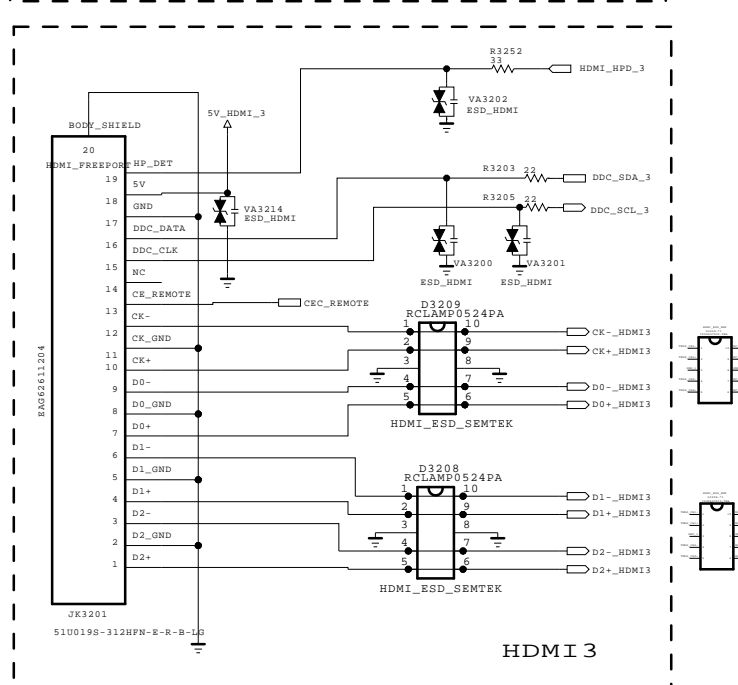 R3252
33
HDMI_HPD_3
VA3202
ESD_HDMI
5V_HDMI_3
BODY_SHIELD
20
HDMI_FREEPORT
HP_DET
19
5V
18
GND
17
DDC_DATA
16
DDC_CLK
15
NC
14
CE_REMOTE
13
CK-
12
CK_GND
11
CK+
10
D0-
9
D0_GND
8
D0+
7
D1-
6
D1_GND
5
D1+
4
D2-
3
D2_GND
2
D2+
1
EAG62611204
JK3201
51U019S-312HFN-E-R-B-LG
VA3214
ESD_HDMI
R3203 22
DDC_SDA_3
R3205 22
DDC_SCL_3
VA3200
ESD_HDMI
VA3201
ESD_HDMI
CEC_REMOTE
D3209
RCLAMP0524PA
1 10
2 9
3 8
4 7
5 6
CK-_HDMI3
CK+_HDMI3
D0-_HDMI3
D0+_HDMI3
HDMI_ESD_SEMTEK
D3208
RCLAMP0524PA
1 10
2 9
3 8
4 7
5 6
D1-_HDMI3
D1+_HDMI3
D2-_HDMI3
D2+_HDMI3
HDMI_ESD_SEMTEK
HDMI3